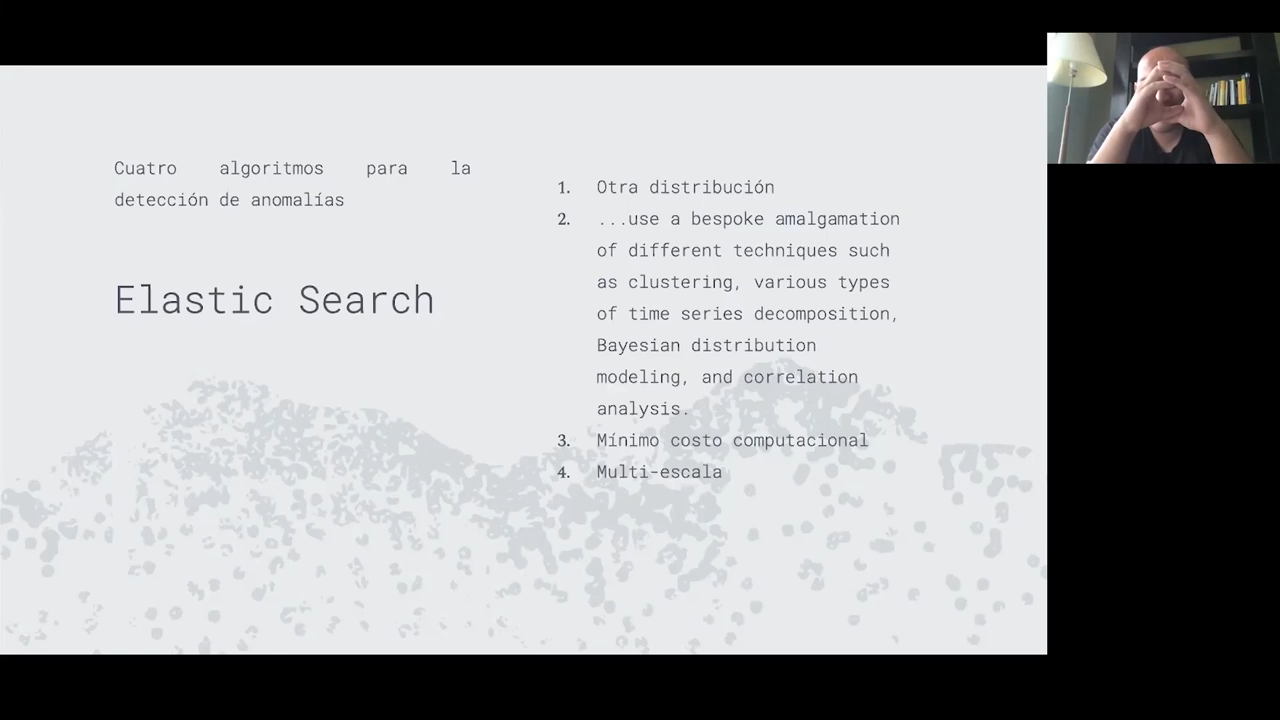 Cuatro algoritmos para la
detección de anomalías
Elastic Search
1. Otra distribución
2. ...use a bespoke amalgamation
of different techniques such
as clustering, various types
of time series decomposition,
Bayesian distribution
modeling, and correlation
analysis.
3. Mínimo costo computacional
4. Multi-escala